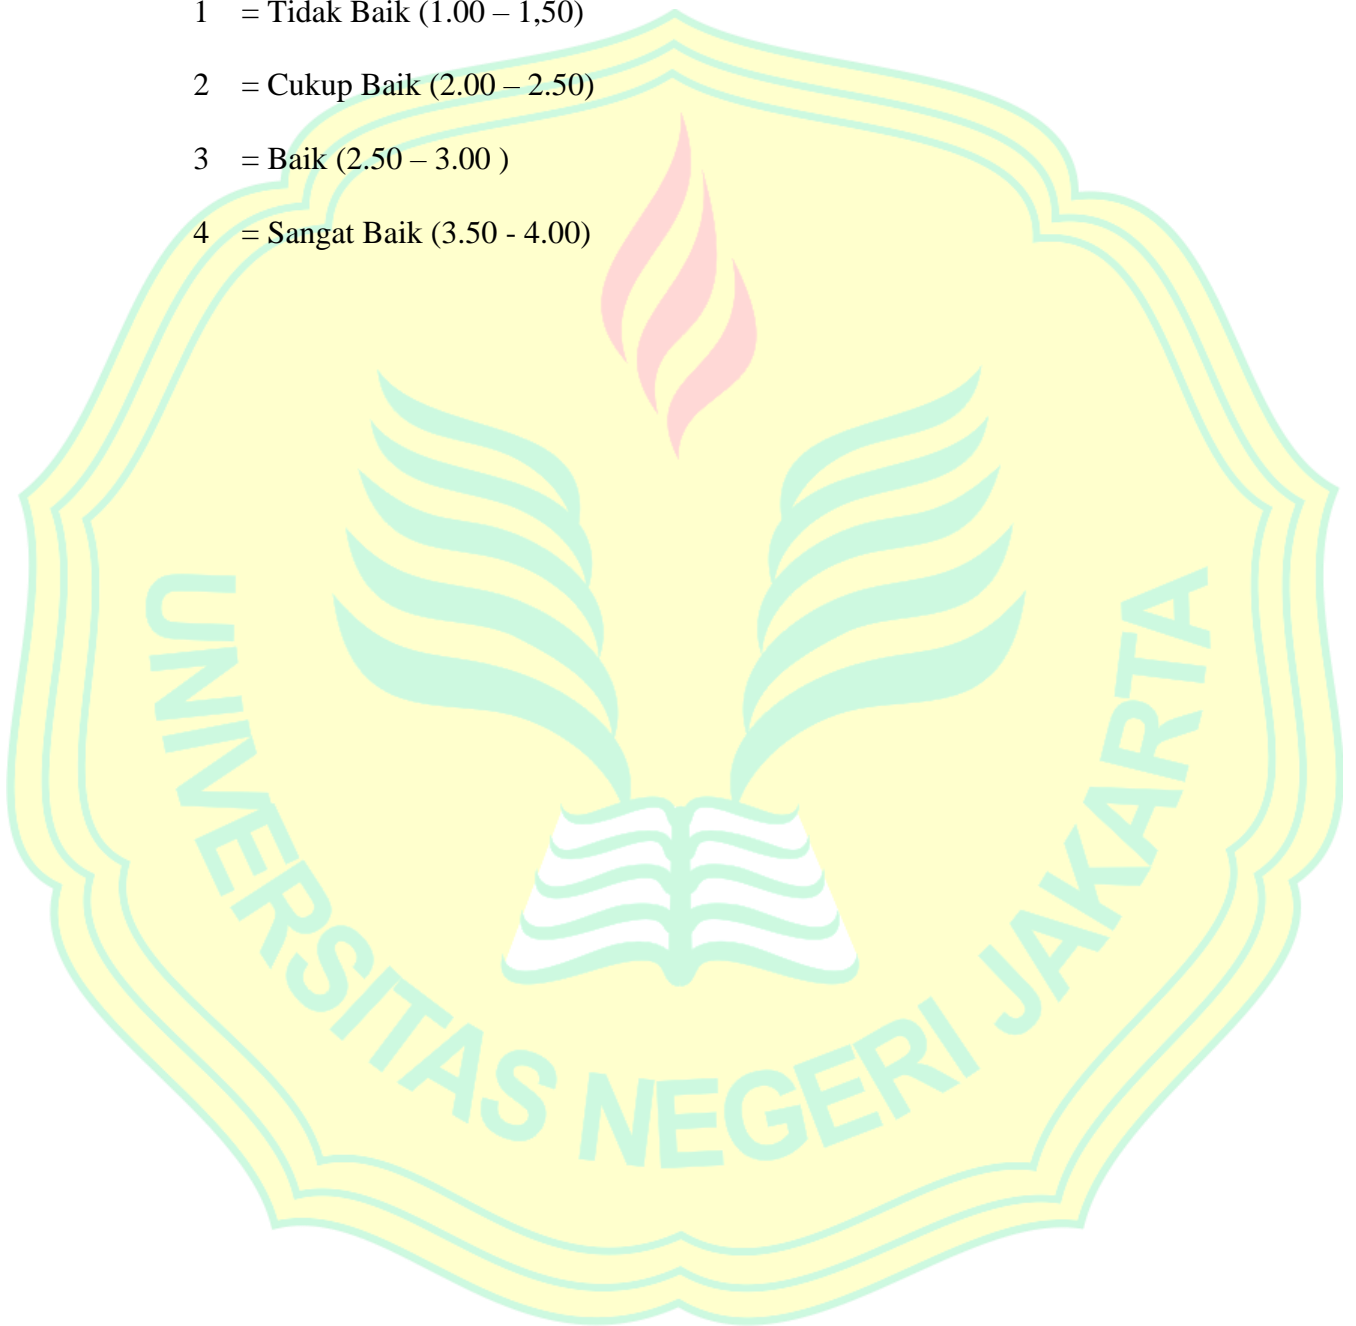 1 = Tidak Baik (1.00 – 1,50)
2 = Cukup Baik (2.00 – 2.50)
3 = Baik (2.50 – 3.00 )
4 = Sangat Baik (3.50 - 4.00)
UNIVERSITAS NEGERI JAKARTA